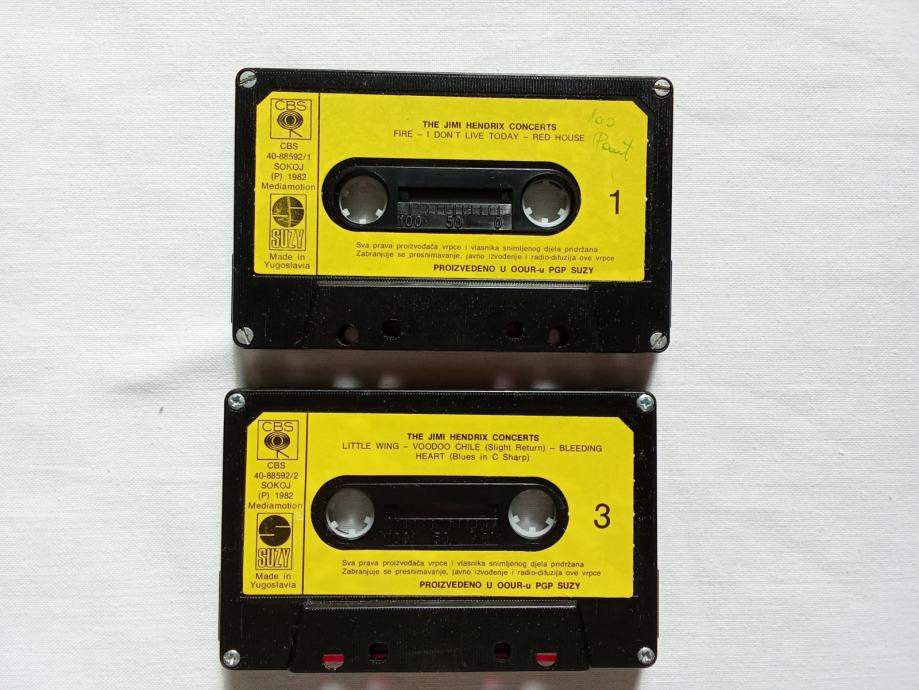 CBS
CBS
40-88592/1
SOKOJ
(P) 1982
Mediamotion
SUZY
Made in
Yugoslavia
THE JIMI HENDRIX CONCERTS
FIRE – I DON'T LIVE TODAY – RED HOUSE
1
100 50 0
Sva prava proizvođača vrpce i vlasnika snimljenog djela pridržana
Zabranjuje se presnimavanje, javno izvođenje i radio-difuzija ove vrpce
PROIZVEDENO U OOUR-u PGP SUZY
CBS
CBS
40-88592/2
SOKOJ
(P) 1982
Mediamotion
SUZY
Made in
Yugoslavia
THE JIMI HENDRIX CONCERTS
LITTLE WING – VOODOO CHILE (Slight Return) – BLEEDING
HEART (Blues in C Sharp)
3
100 50
Sva prava proizvođača vrpce i vlasnika snimljenog djela pridržana
Zabranjuje se presnimavanje, javno izvođenje i radio-difuzija ove vrpce
PROIZVEDENO U OOUR-u PGP SUZY